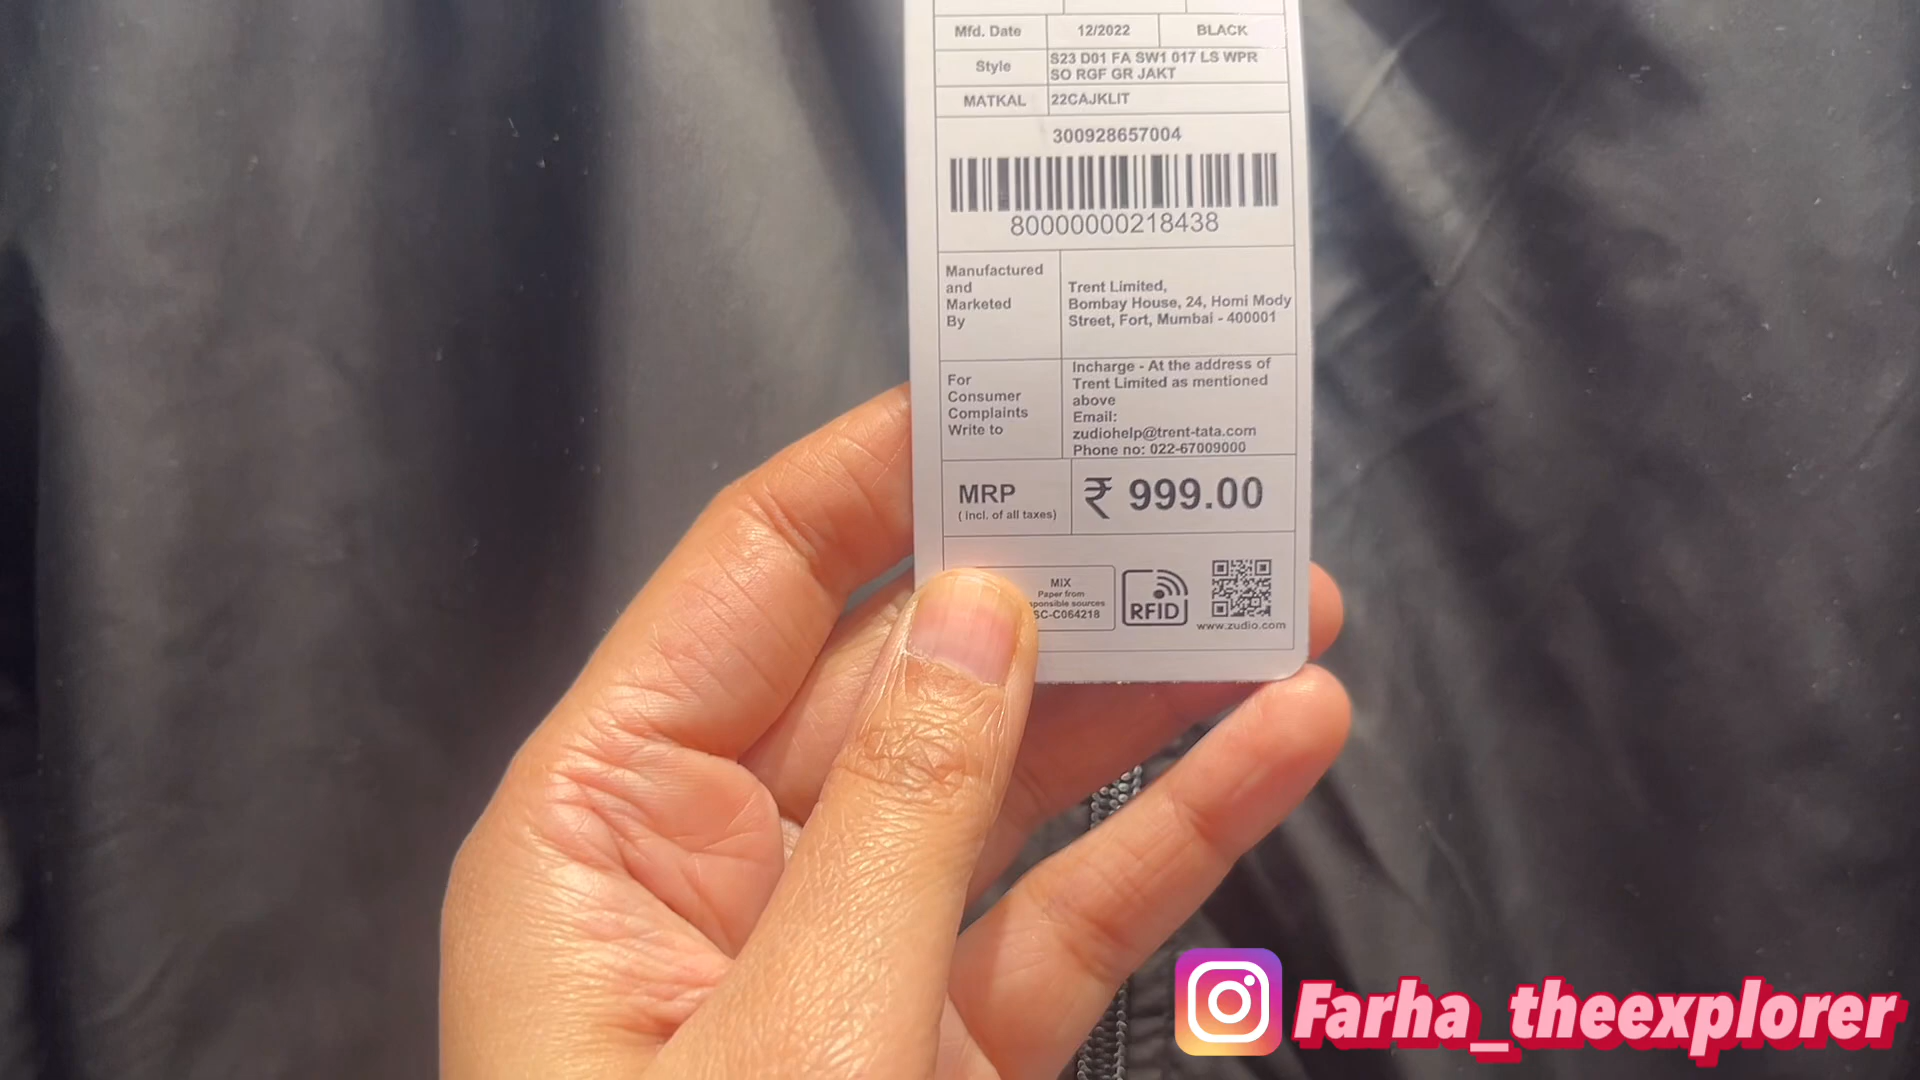 Mfd. Date 12/2022 BLACK
Style S23 D01 FA SW1 017 LS WPR
SO RGF GR JAKT
MATKAL 22CAJKLIT
300928657004
80000000218438
Manufactured
and
Marketed
By
Trent Limited,
Bombay House, 24, Homi Mody
Street, Fort, Mumbai - 400001
For
Consumer
Complaints
Write to
Incharge - At the address of
Trent Limited as mentioned
above
Email:
zudiohelp@trent-tata.com
Phone no: 022-67009000
MRP
( incl. of all taxes)
₹ 999.00
MIX
Paper from
sources
SC-C064218
RFID
www.zudio.com
Farha_theexplorer